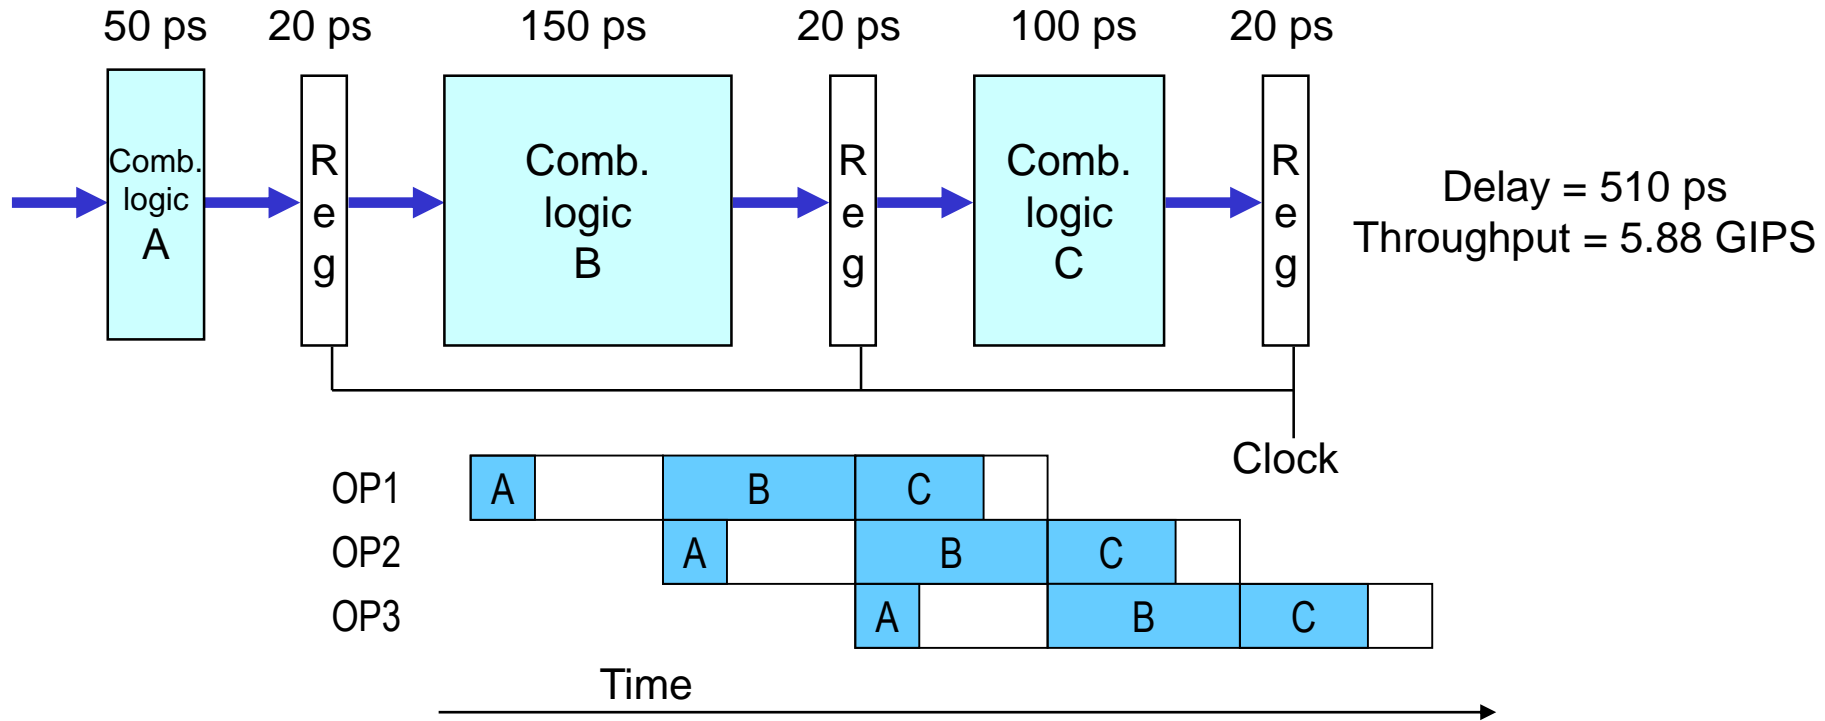 50 ps 20 ps 150 ps 20 ps 100 ps 20 ps
Comb.
logic
A
R
e
g
Comb.
logic
B
R
e
g
Comb.
logic
C
R
e
g
Delay = 510 ps
Throughput = 5.88 GIPS
Clock
OP1 A B C
OP2 A B C
OP3 A B C
Time